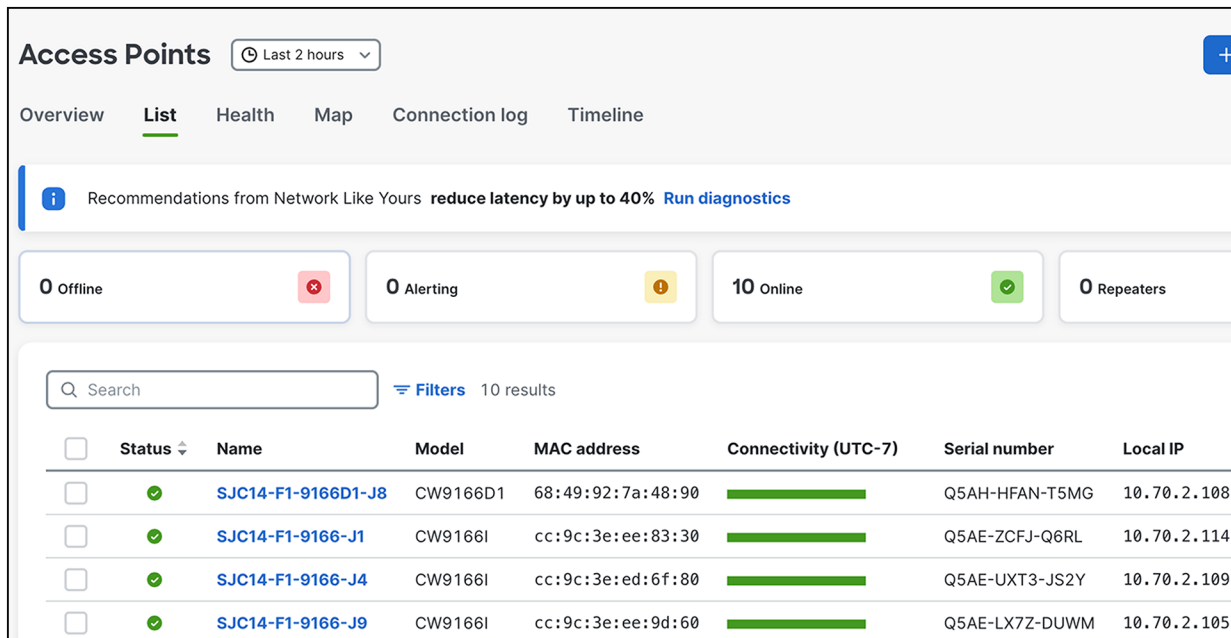 Access Points Last 2 hours
Overview List Health Map Connection log Timeline
Recommendations from Network Like Yours reduce latency by up to 40% Run diagnostics
0 Offline 0 Alerting 10 Online 0 Repeaters
Search Filters 10 results
Status Name Model MAC address Connectivity (UTC-7) Serial number Local IP
SJC14-F1-9166D1-J8 CW9166D1 68:49:92:7a:48:90 Q5AH-HFAN-T5MG 10.70.2.108
SJC14-F1-9166-J1 CW9166I cc:9c:3e:ee:83:30 Q5AE-ZCFJ-Q6RL 10.70.2.114
SJC14-F1-9166-J4 CW9166I cc:9c:3e:ed:6f:80 Q5AE-UXT3-JS2Y 10.70.2.109
SJC14-F1-9166-J9 CW9166I cc:9c:3e:ee:9d:60 Q5AE-LX7Z-DUWM 10.70.2.105